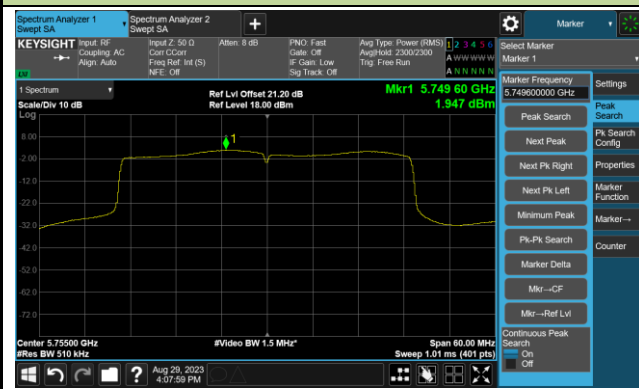 Spectrum Analyzer 1
Swept SA
Spectrum Analyzer 2
Swept SA
+
Marker
KEYSIGHT
Input: RF
Coupling: AC
Align: Auto
Input Z: 50 Ω
Corr CCorr
Freq Ref: Int (S)
NFE: Off
Atten: 8 dB
PNO: Fast
Gate: Off
IF Gain: Low
Sig Track: Off
Avg Type: Power (RMS)
Avg|Hold: 2300/2300
Trig: Free Run
1 2 3 4 5 6
A W W W W W
A N N N N N
Select Marker
Marker 1
1 Spectrum
Scale/Div 10 dB
Log
Ref Lvl Offset 21.20 dB
Ref Level 18.00 dBm
Mkr1 5.749 60 GHz
1.947 dBm
8.00
-2.00
-12.0
-22.0
-32.0
-42.0
-52.0
-62.0
-72.0
1
Center 5.75500 GHz
#Res BW 510 kHz
#Video BW 1.5 MHz*
Span 60.00 MHz
Sweep 1.01 ms (401 pts)
Marker Frequency
5.749600000 GHz
Peak Search
Next Peak
Next Pk Right
Next Pk Left
Minimum Peak
Pk-Pk Search
Marker Delta
Mkr→CF
Mkr→Ref Lvl
Continuous Peak
Search
On
Off
Settings
Peak
Search
Pk Search
Config
Properties
Marker
Function
Marker→
Counter
?
Aug 29, 2023
4:07:59 PM